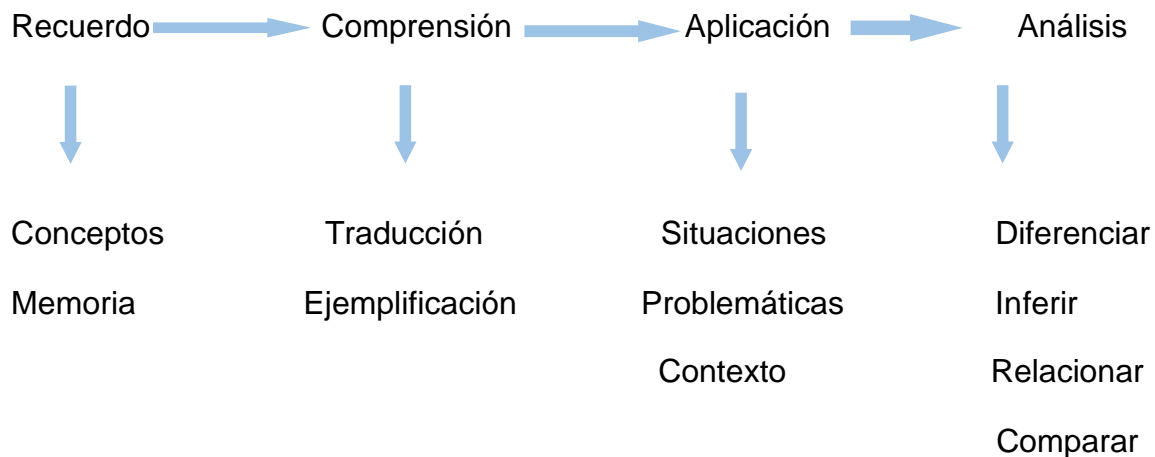 Recuerdo Comprensión Aplicación Análisis
Conceptos Traducción Situaciones Diferenciar
Memoria Ejemplificación Problemáticas Inferir
Contexto Relacionar
Comparar